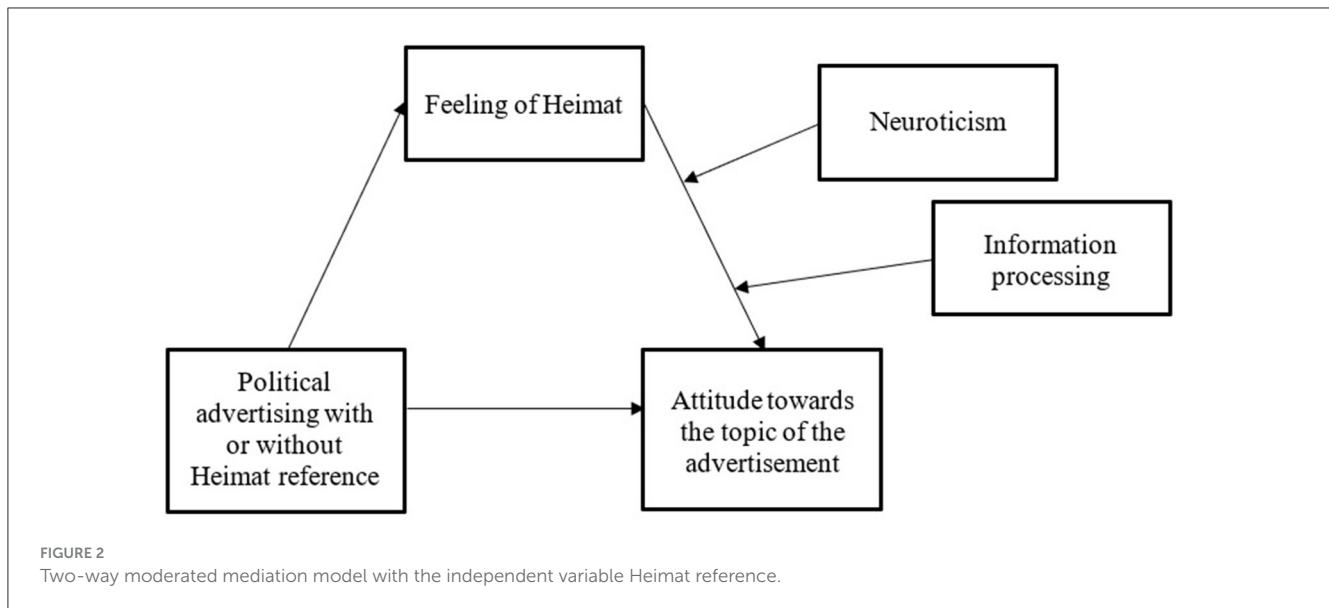 Feeling of Heimat
Neuroticism
Information
processing
Political
advertising with
or without
Heimat reference
Attitude towards
the topic of the
advertisement
FIGURE 2
Two-way moderated mediation model with the independent variable Heimat reference.